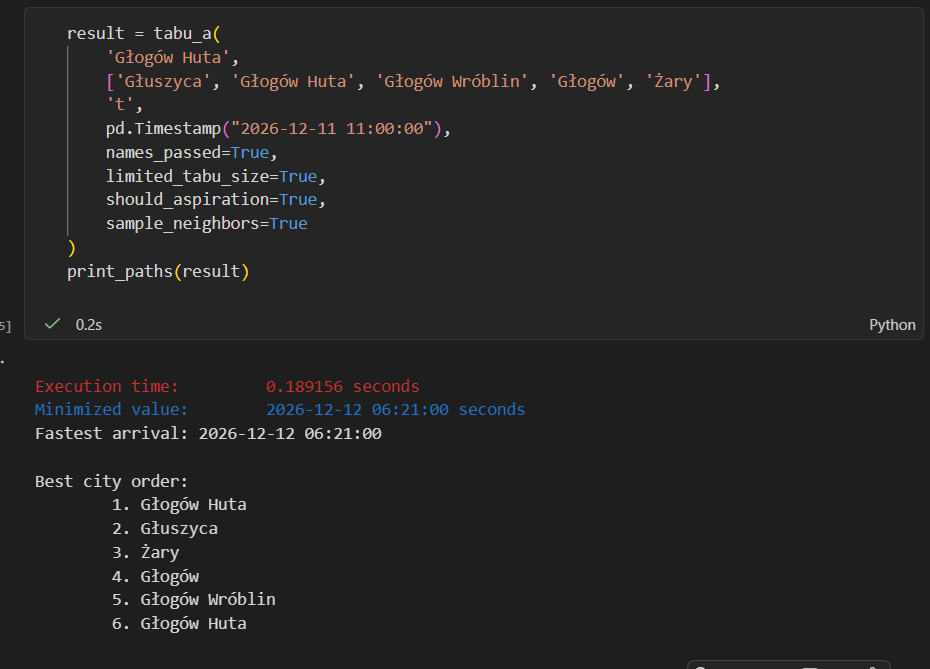 result = tabu_a(
'Głogów Huta',
['Głuszyca', 'Głogów Huta', 'Głogów Wróblin', 'Głogów', 'Żary'],
't',
pd.Timestamp("2026-12-11 11:00:00"),
names_passed=True,
limited_tabu_size=True,
should_aspiration=True,
sample_neighbors=True
)
print_paths(result)
5]
0.2s
Python
Execution time: 0.189156 seconds
Minimized value: 2026-12-12 06:21:00 seconds
Fastest arrival: 2026-12-12 06:21:00
Best city order:
1. Głogów Huta
2. Głuszyca
3. Żary
4. Głogów
5. Głogów Wróblin
6. Głogów Huta